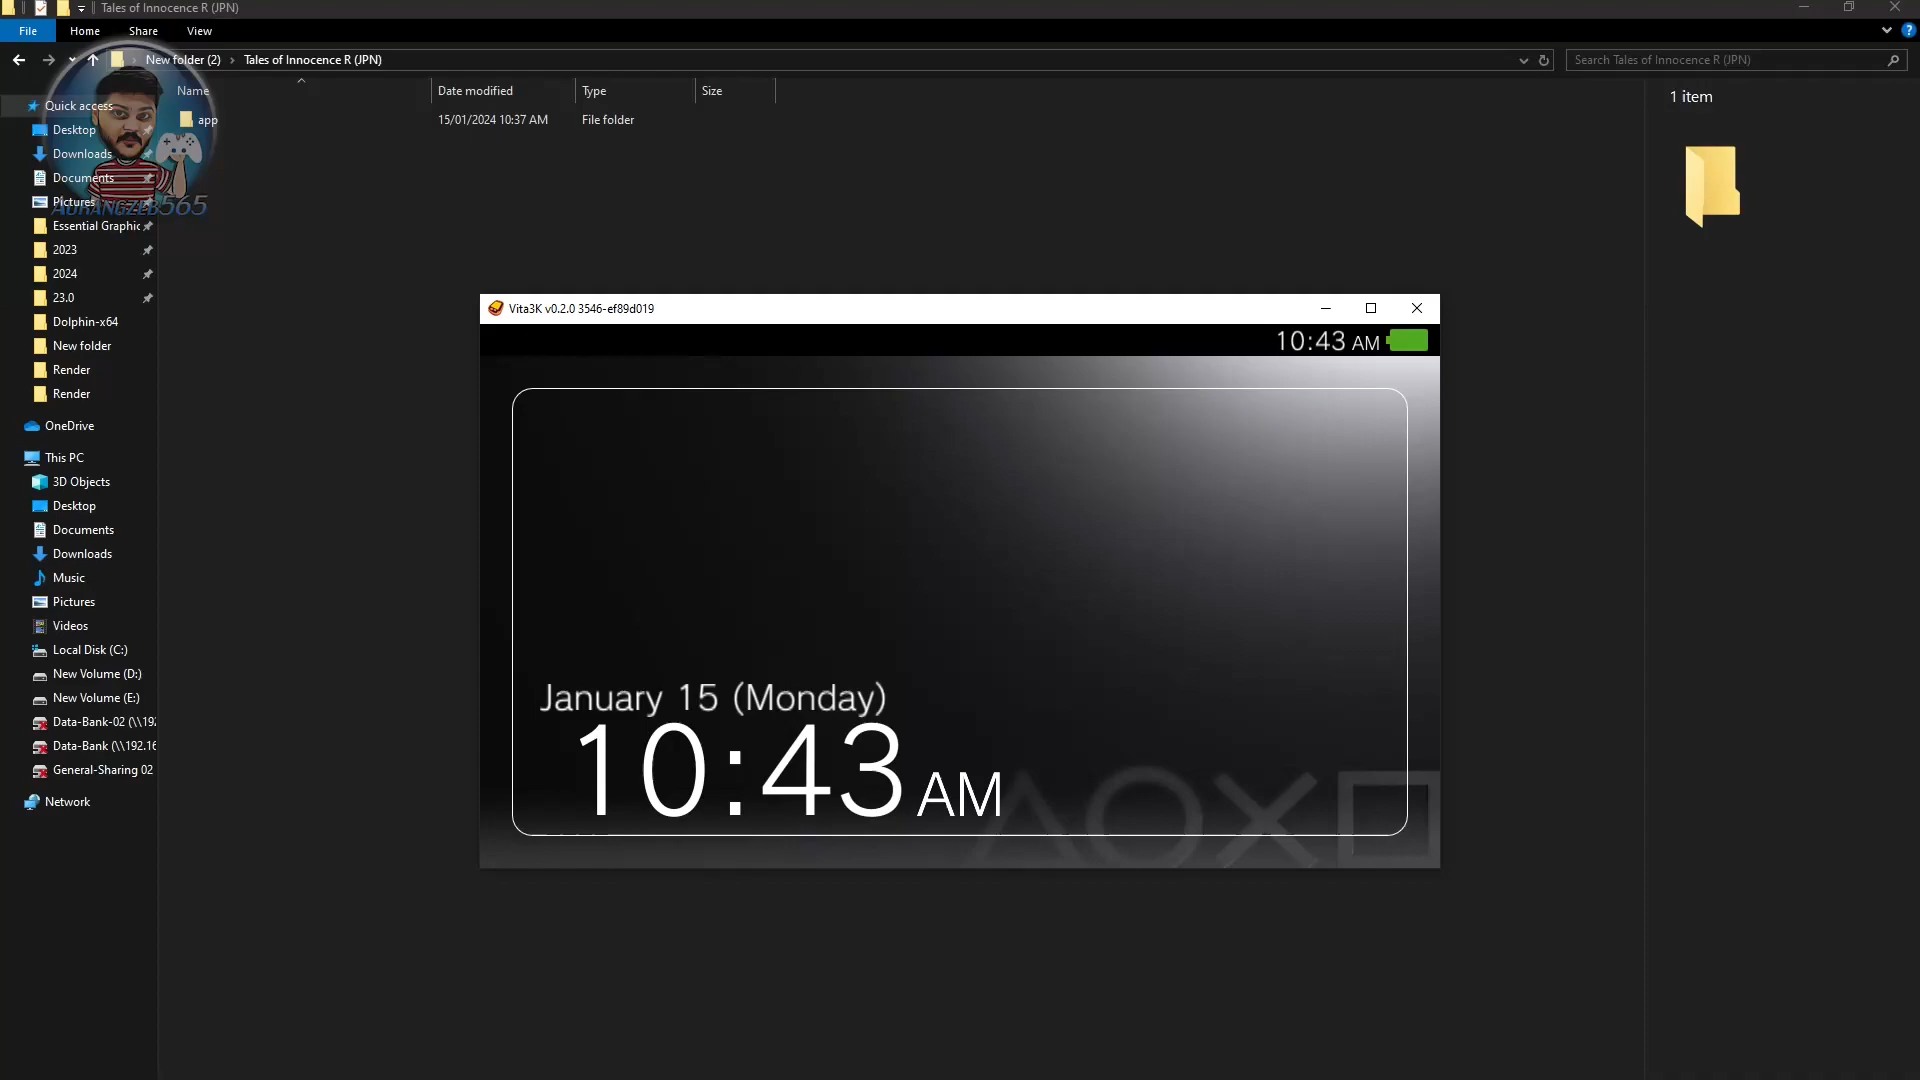 Tales of Innocence R (JPN)
File Home Share View
New folder (2) Tales of Innocence R (JPN)
Search Tales of Innocence R (JPN)
Name Date modified Type Size
app 15/01/2024 10:37 AM File folder
1 item
Quick access
Desktop
Downloads
Documents
Pictures
AURANGZEB565
Essential Graphic
2023
2024
23.0
Dolphin-x64
New folder
Render
Render
OneDrive
This PC
3D Objects
Desktop
Documents
Downloads
Music
Pictures
Videos
Local Disk (C:)
New Volume (D:)
New Volume (E:)
Data-Bank-02 (\\192
Data-Bank (\\192.16
General-Sharing 02
Network
Vita3K v0.2.0 3546-ef89d019
10:43 AM
January 15 (Monday)
10:43 AM